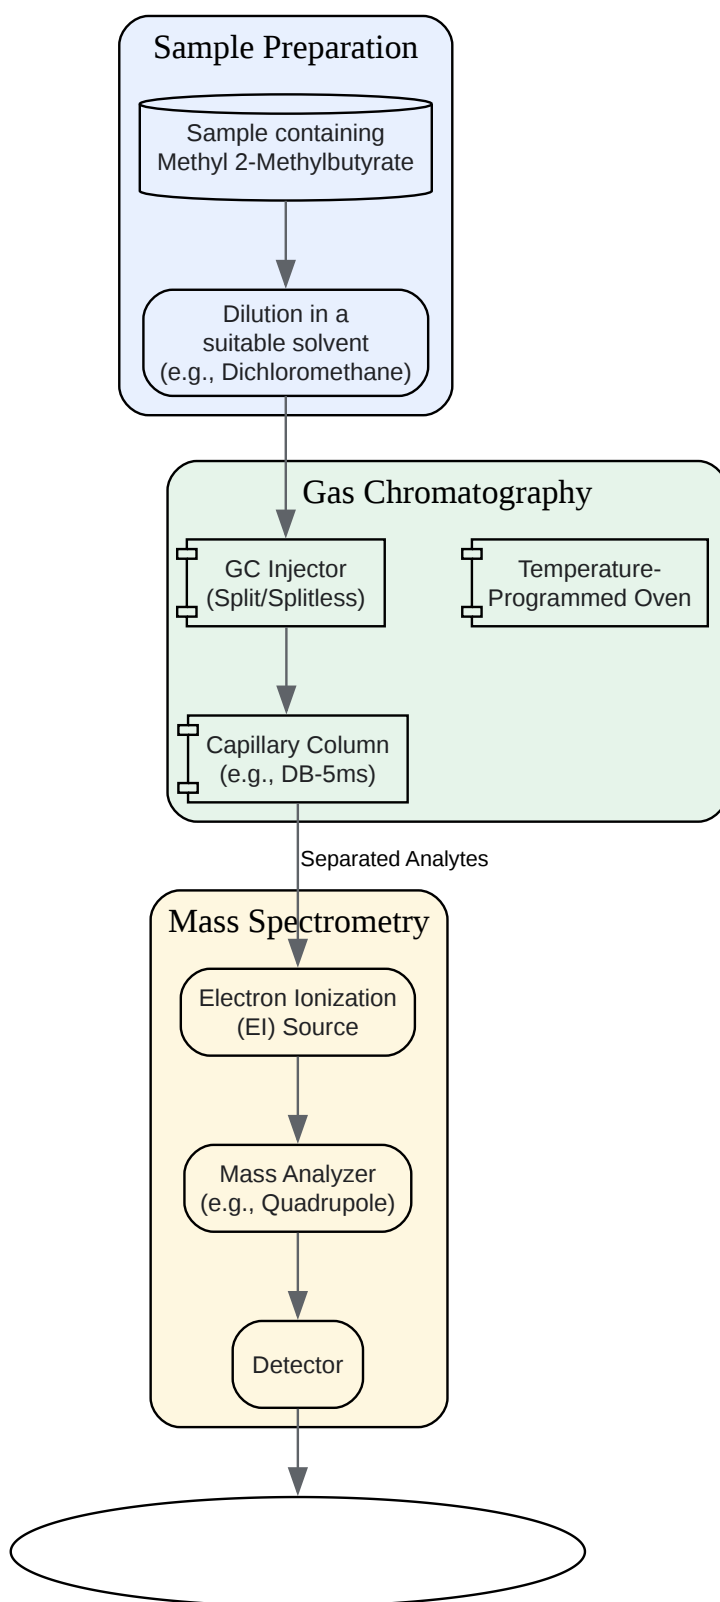 Sample Preparation
Sample containing
Methyl 2-Methylbutyrate
Dilution in a
suitable solvent
(e.g., Dichloromethane)
Gas Chromatography
GC Injector
(Split/Splitless)
Temperature-
Programmed Oven
Capillary Column
(e.g., DB-5ms)
Separated Analytes
Mass Spectrometry
Electron Ionization
(EI) Source
Mass Analyzer
(e.g., Quadrupole)
Detector